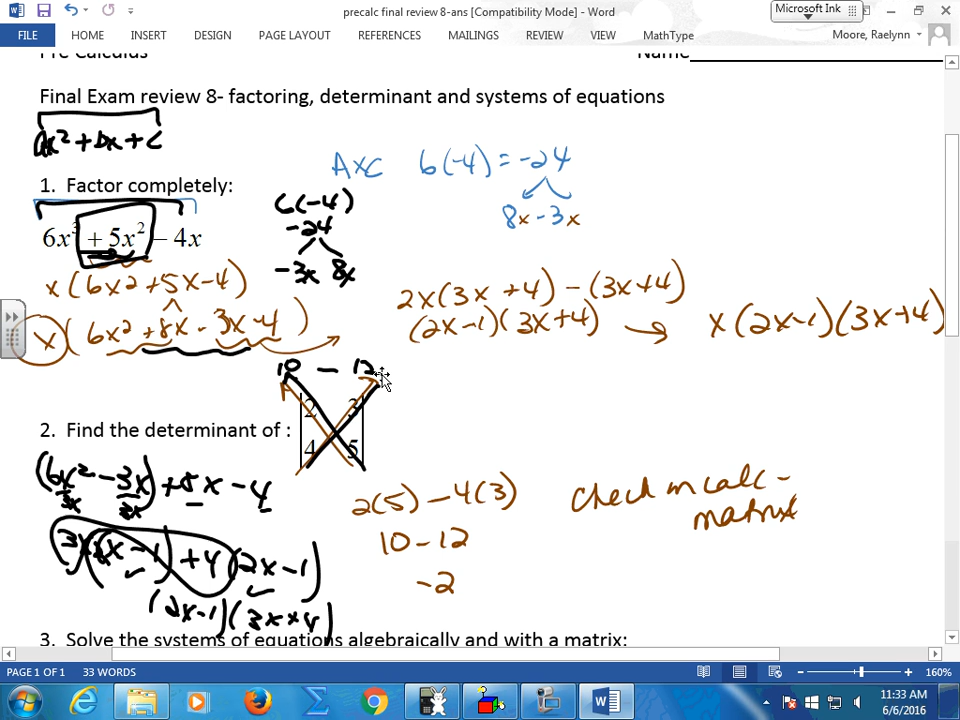 precalc final review 8-ans [Compatibility Mode] - Word
Microsoft Ink
FILE HOME INSERT DESIGN PAGE LAYOUT REFERENCES MAILINGS REVIEW VIEW MathType Moore, Raelynn
Pre Calculus Name
Final Exam review 8- factoring, determinant and systems of equations
ax² + bx + c
AxC 6(-4) = -24
8x -3x
1. Factor completely:
6x³ + 5x² - 4x
6(-4)
-24
-3x 8x
x(6x2 + 5x - 4)
x(6x² + 8x - 3x - 4)
2x(3x + 4) - (3x + 4)
(2x - 1)(3x + 4) → x(2x - 1)(3x + 4)
10 - 12
2. Find the determinant of :
2 3
4 5
(6x² - 3x) + 8x - 4
3x 3x
3x(2x - 1) + 4(2x - 1)
(2x - 1)(3x + 4)
2(5) - 4(3)
10 - 12
-2
check in calc -
matrix
3. Solve the systems of equations algebraically and with a matrix:
PAGE 1 OF 1 33 WORDS 160%
11:33 AM
6/6/2016